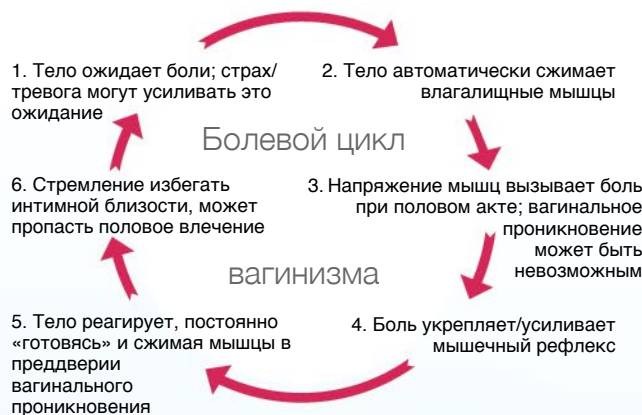 1. Тело ожидает боли; страх/
тревога могут усиливать это
ожидание
2. Тело автоматически сжимает
влагалищные мышцы
Болевой цикл
6. Стремление избегать
интимной близости, может
пропасть половое влечение
3. Напряжение мышц вызывает боль
при половом акте; вагинальное
проникновение
может быть
невозможным
вагинизма
5. Тело реагирует, постоянно
«готовясь» и сжимая мышцы в
преддверии
вагинального
проникновения
4. Боль укрепляет/усиливает
мышечный рефлекс